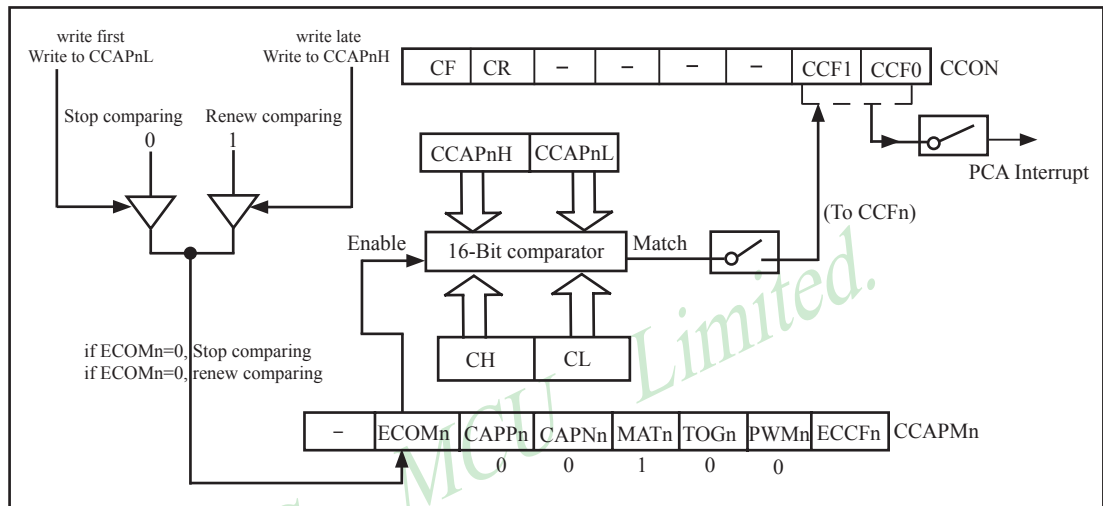 write first
Write to CCAPnL
write late
Write to CCAPnH
CF CR – – – – CCF1 CCF0 CCON
Stop comparing
0
Renew comparing
1
CCAPnH CCAPnL
PCA Interrupt
(To CCFn)
Enable
16-Bit comparator
Match
CH CL
if ECOMn=0, Stop comparing
if ECOMn=0, renew comparing
– ECOMn CAPPn CAPNn MATn TOGn PWMn ECCFn CCAPMn
0 0 1 0 0
MCU Limited.